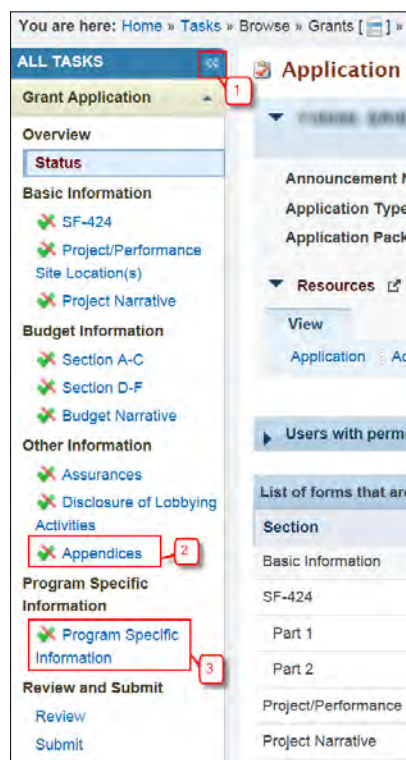 You are here: Home » Tasks » Browse » Grants [ ] »
ALL TASKS
«
1
Grant Application
Overview
Status
Basic Information
SF-424
Project/Performance
Site Location(s)
Project Narrative
Budget Information
Section A-C
Section D-F
Budget Narrative
Other Information
Assurances
Disclosure of Lobbying
Activities
Appendices
2
Program Specific
Information
Program Specific
Information
3
Review and Submit
Review
Submit
Application
Announcement
Application Type
Application
Resources
View
Application
Users with
List of forms that
Section
Basic Information
SF-424
Part 1
Part 2
Project/Performance
Project Narrative